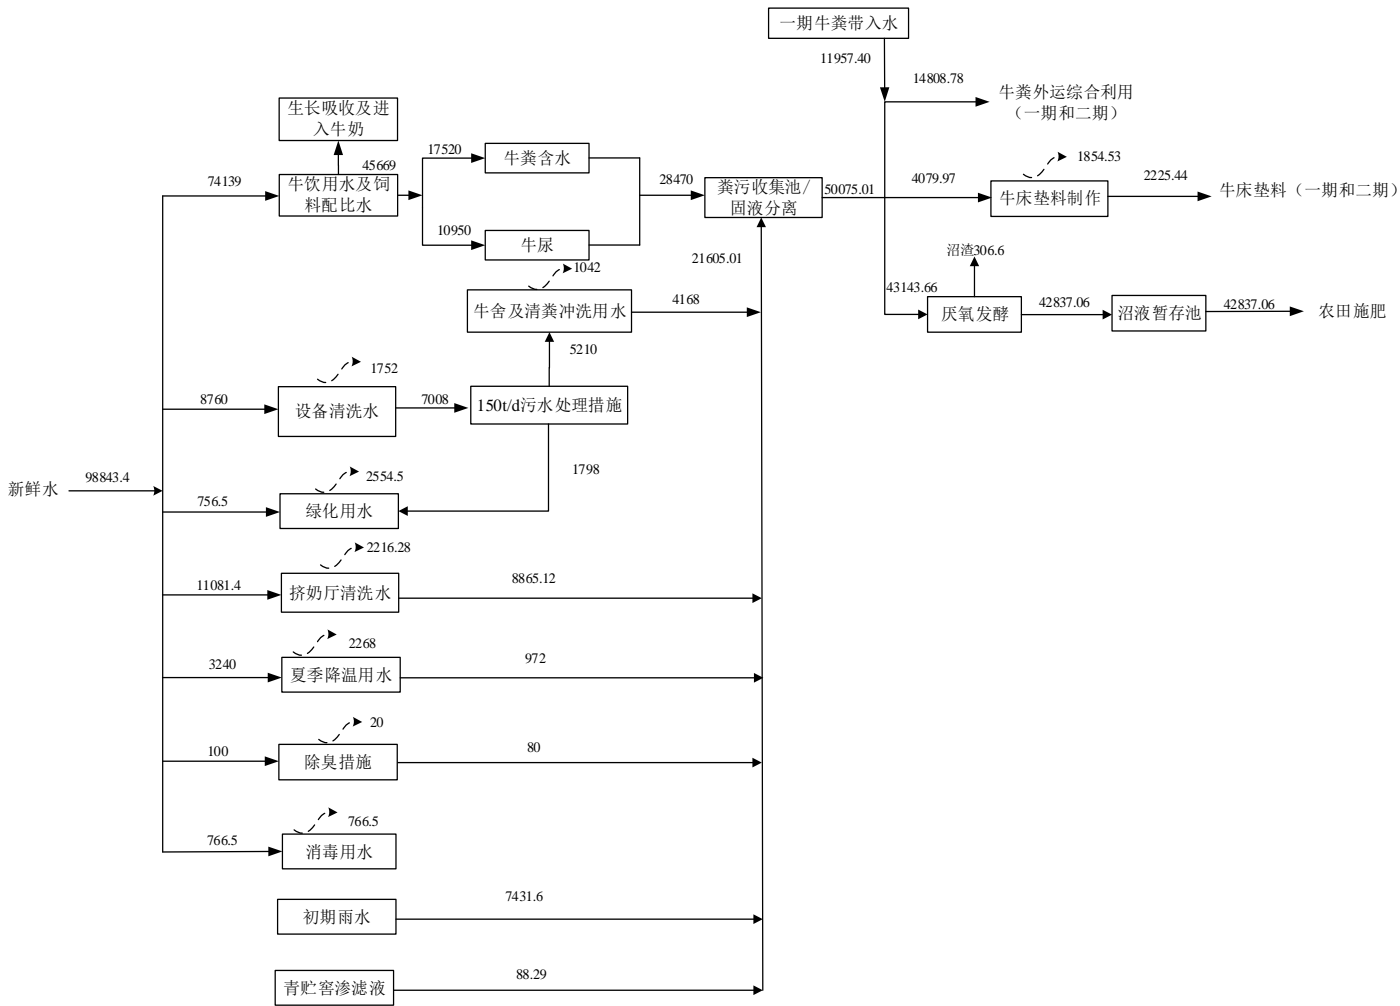 一期牛粪带入水
11957.40
14808.78
牛粪外运综合利用
（一期和二期）
生长吸收及进
入牛奶
45669
74139
牛饮用水及饲
料配比水
17520
牛粪含水
10950
牛尿
28470
粪污收集池/
固液分离
50075.01
4079.97
1854.53
牛床垫料制作
2225.44
牛床垫料（一期和二期）
21605.01
1042
牛舍及清粪冲洗用水
4168
沼渣306.6
43143.66
厌氧发酵
42837.06
沼液暂存池
42837.06
农田施肥
5210
1752
8760
设备清洗水
7008
150t/d污水处理措施
1798
新鲜水
98843.4
2554.5
756.5
绿化用水
2216.28
11081.4
挤奶厅清洗水
8865.12
2268
3240
夏季降温用水
972
20
100
除臭措施
80
766.5
766.5
消毒用水
初期雨水
7431.6
青贮窖渗滤液
88.29